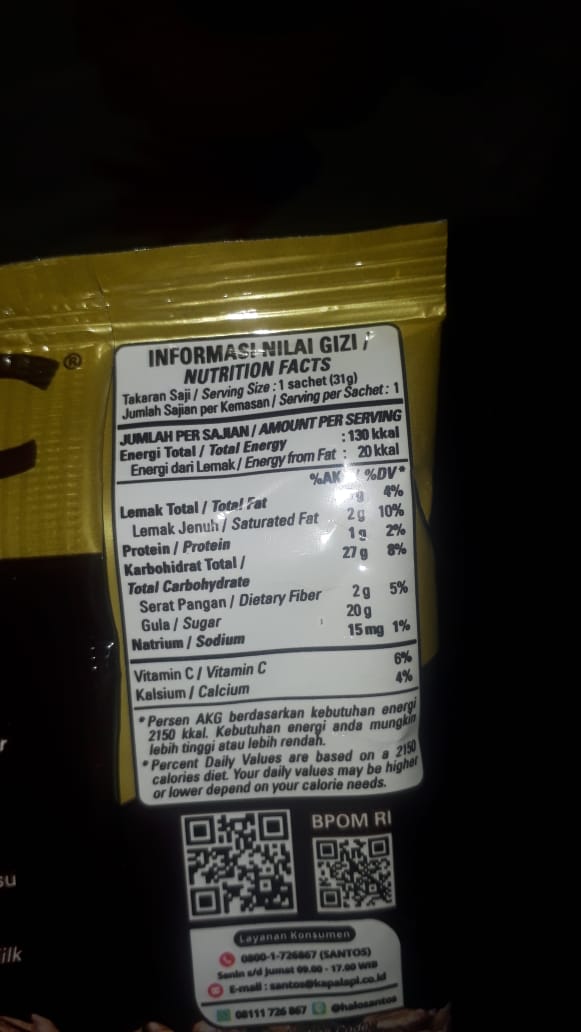 ®
INFORMASI NILAI GIZI /
NUTRITION FACTS
Takaran Saji / Serving Size : 1 sachet (31g)
Jumlah Sajian per Kemasan / Serving per Sachet : 1
JUMLAH PER SAJIAN / AMOUNT PER SERVING
Energi Total / Total Energy : 130 kkal
Energi dari Lemak / Energy from Fat : 20 kkal
/ %DV*
Lemak Total / Total Fat g 4%
Lemak Jenuh / Saturated Fat 2 g 10%
Protein / Protein 1 g 2%
Karbohidrat Total / 27 g 8%
Total Carbohydrate
Serat Pangan / Dietary Fiber 2 g 5%
Gula / Sugar 20 g
Natrium / Sodium 15 mg 1%
Vitamin C / Vitamin C 6%
Kalsium / Calcium 4%
* Persen AKG berdasarkan kebutuhan energi
2150 kkal. Kebutuhan energi anda mungkin
lebih tinggi atau lebih rendah.
* Percent Daily Values are based on a 2150
calories diet. Your daily values may be higher
or lower depend on your calorie needs.
BPOM RI
Layanan Konsumen
0800-1-726867 (SANTOS)
Senin s/d Jumat 09.00 - 17.00 WIB
E-mail : santos@kapalapi.co.id
08111 726 867 @halosantos